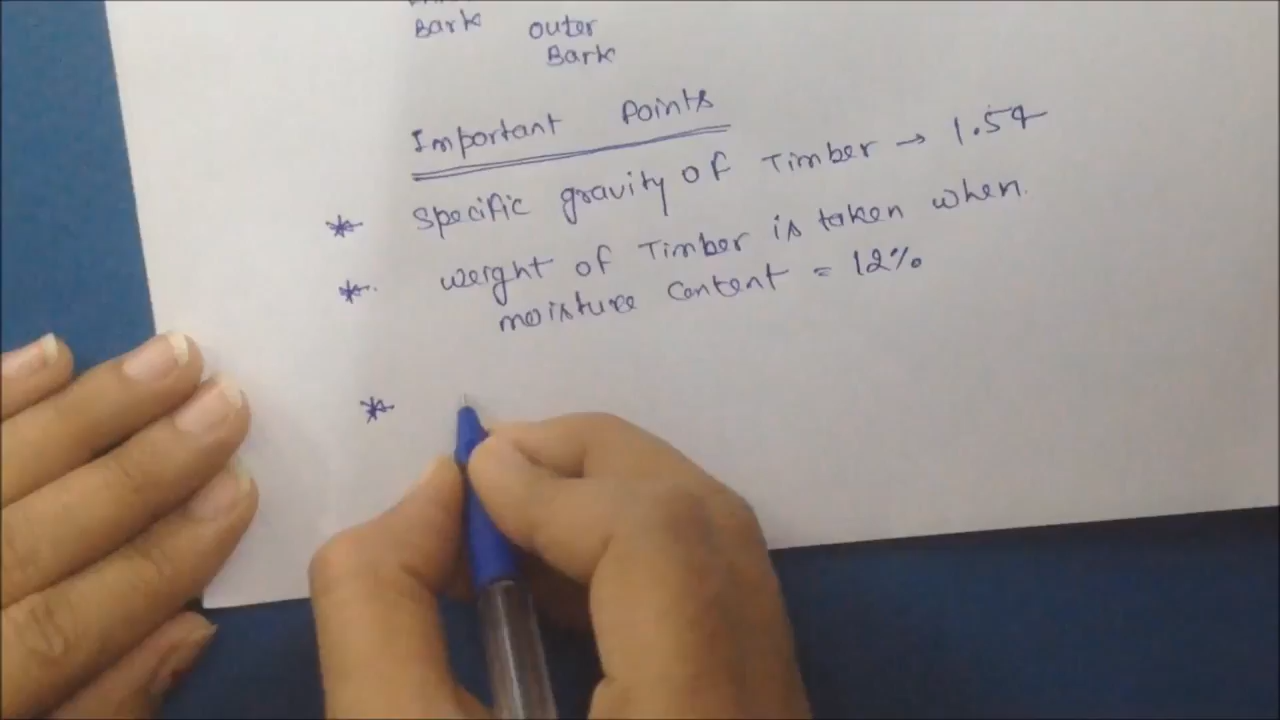 Bark outer
Bark
Important Points
* Specific gravity of Timber → 1.54
* weight of Timber is taken when.
moisture content = 12%
*